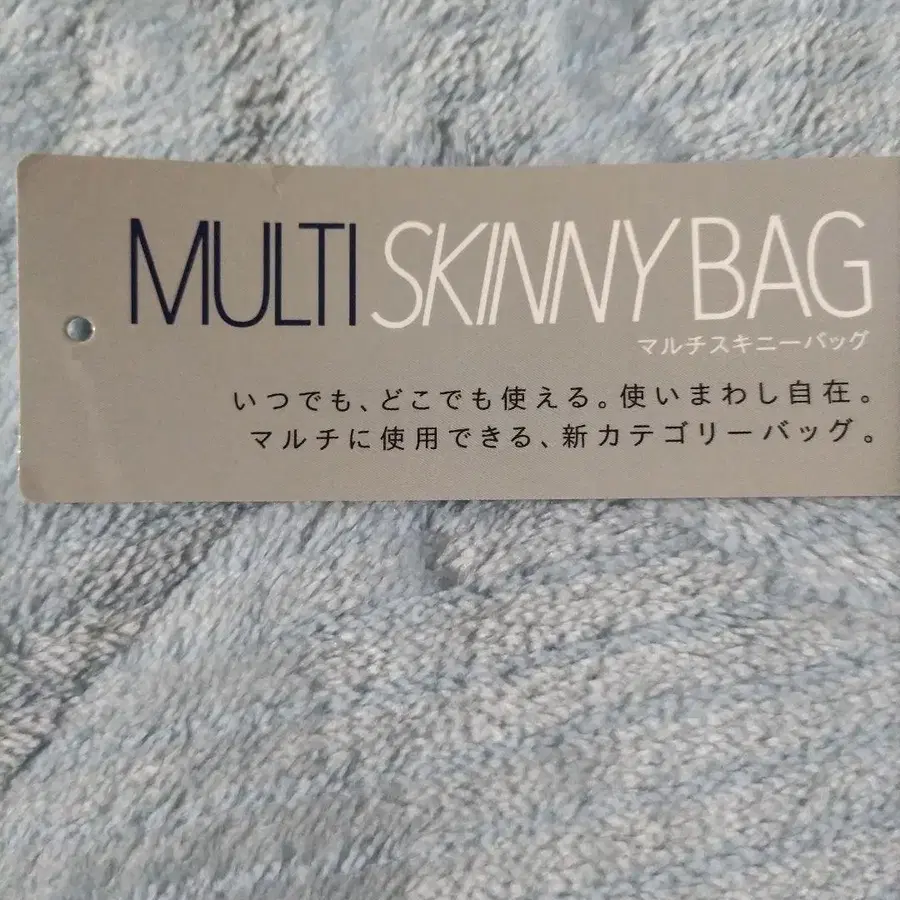 MULTI SKINNY BAG
マルチスキニーバッグ
いつでも、どこでも使える。使いまわし自在。
マルチに使用できる、新カテゴリーバッグ。